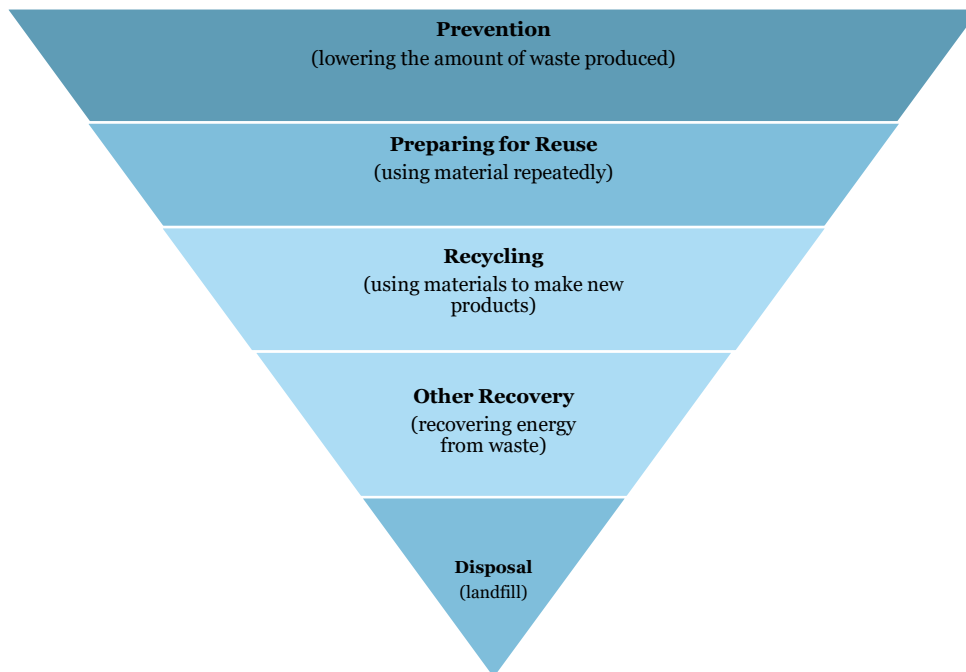 Prevention
(lowering the amount of waste produced)
Preparing for Reuse
(using material repeatedly)
Recycling
(using materials to make new
products)
Other Recovery
(recovering energy
from waste)
Disposal
(landfill)